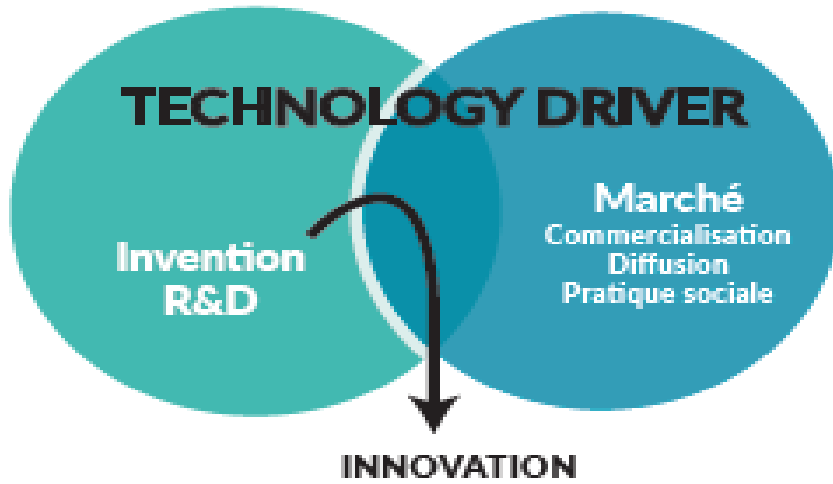 TECHNOLOGY DRIVER
Invention
R&D
Marché
Commercialisation
Diffusion
Pratique sociale
INNOVATION